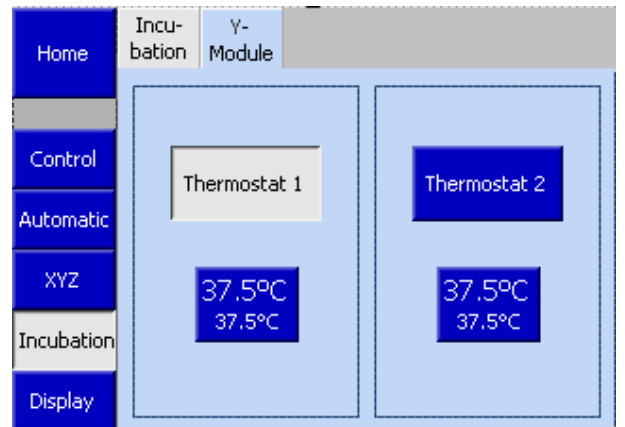 Home
Control
Automatic
XYZ
Incubation
Display
Incu-
bation
Y-
Module
Thermostat 1
37.5ºC
37.5°C
Thermostat 2
37.5ºC
37.5°C